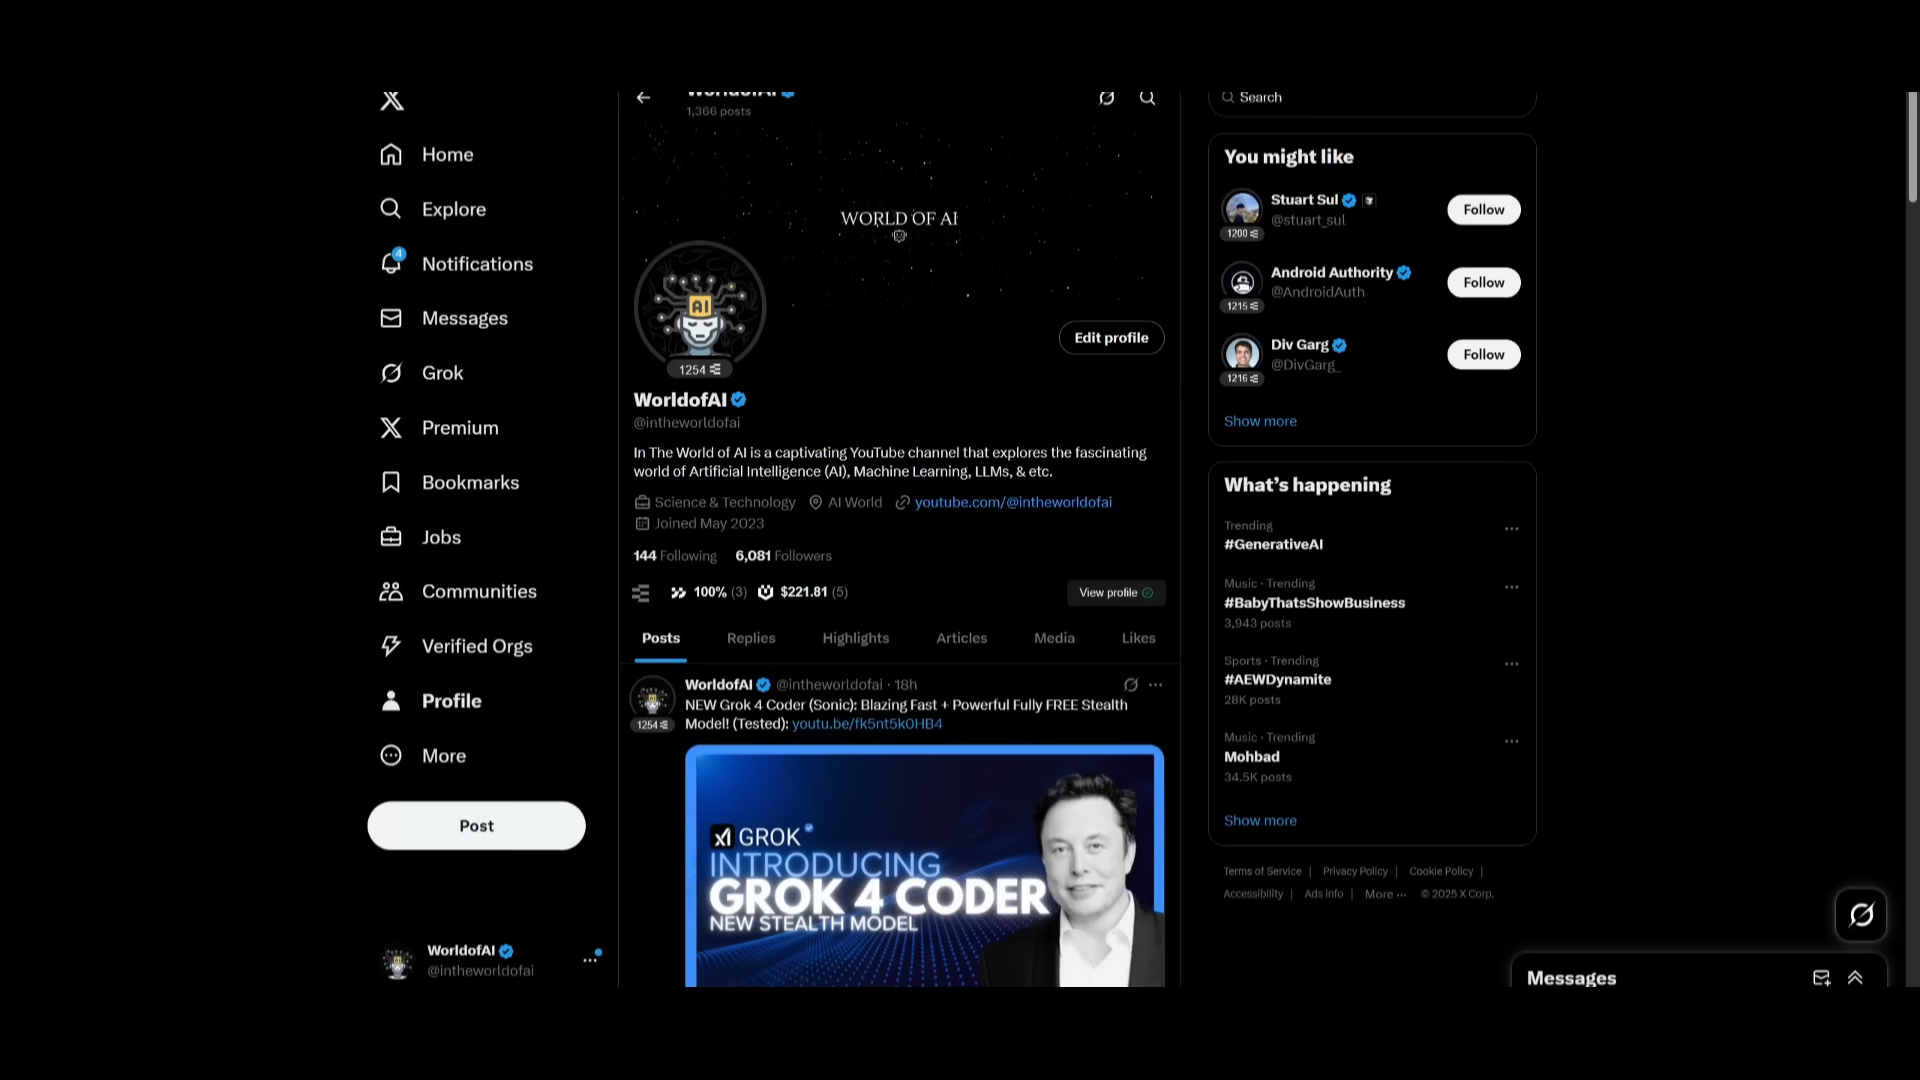 WorldofAI
1,366 posts
Search
Home
Explore
4
Notifications
Messages
Grok
Premium
Bookmarks
Jobs
Communities
Verified Orgs
Profile
More
Post
WorldofAI
@intheworldofai
WORLD OF AI
AI
1254
Edit profile
WorldofAI
@intheworldofai
In The World of AI is a captivating YouTube channel that explores the fascinating
world of Artificial Intelligence (AI), Machine Learning, LLMs, & etc.
Science & Technology AI World youtube.com/@intheworldofai
Joined May 2023
144 Following 6,081 Followers
100% (3) $221.81 (5) View profile
Posts Replies Highlights Articles Media Likes
WorldofAI @intheworldofai · 18h
1254
NEW Grok 4 Coder (Sonic): Blazing Fast + Powerful Fully FREE Stealth
Model! (Tested): youtu.be/fk5nt5k0HB4
xI GROK
INTRODUCING
GROK 4 CODER
NEW STEALTH MODEL
You might like
Stuart Sul
@stuart_sul
1200
Follow
Android Authority
@AndroidAuth
1215
Follow
Div Garg
@DivGarg_
1216
Follow
Show more
What's happening
Trending
#GenerativeAI
Music · Trending
#BabyThatsShowBusiness
3,943 posts
Sports · Trending
#AEWDynamite
28K posts
Music · Trending
Mohbad
34.5K posts
Show more
Terms of Service | Privacy Policy | Cookie Policy |
Accessibility | Ads info | More ··· © 2025 X Corp.
Messages